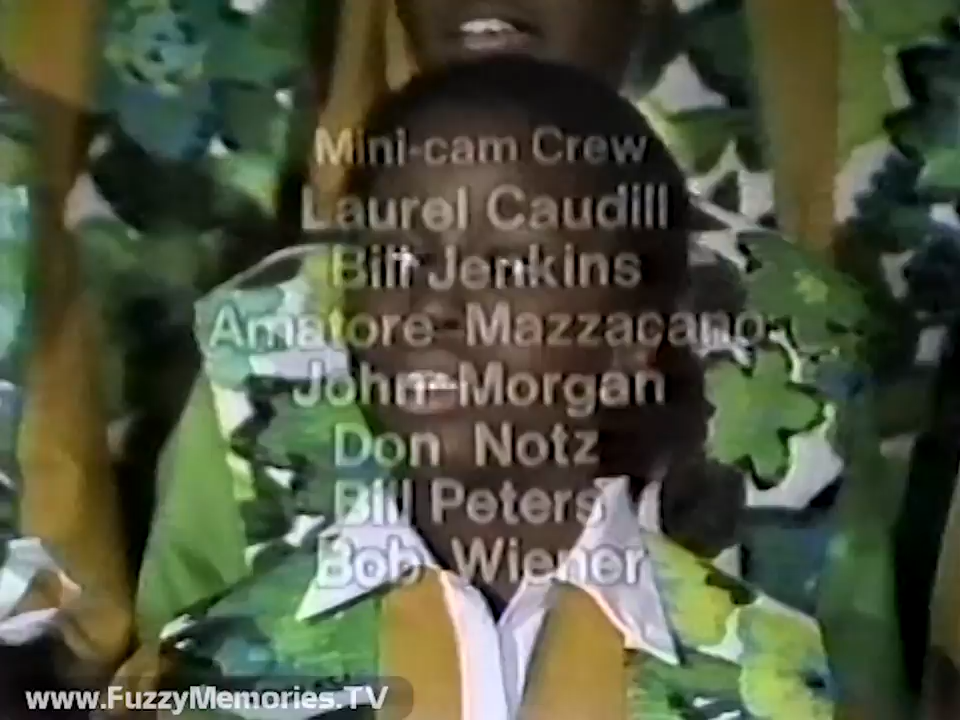 Mini-cam Crew
Laurel Caudill
Bill Jenkins
Amatore Mazzacano
John Morgan
Don Notz
Bill Peters
Bob Wiener
www.FuzzyMemories.TV